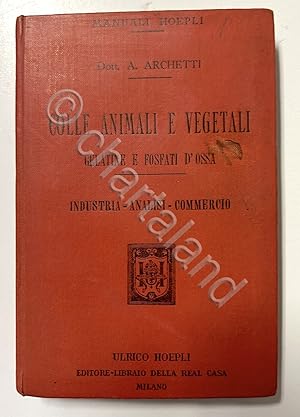 MANUALI HOEPLI
Dott. A. ARCHETTI
COLLE ANIMALI E VEGETALI
GELATINE E FOSFATI D'OSSA
INDUSTRIA - ANALISI - COMMERCIO
ULRICO HOEPLI
EDITORE-LIBRAIO DELLA REAL CASA
MILANO
© chartaland